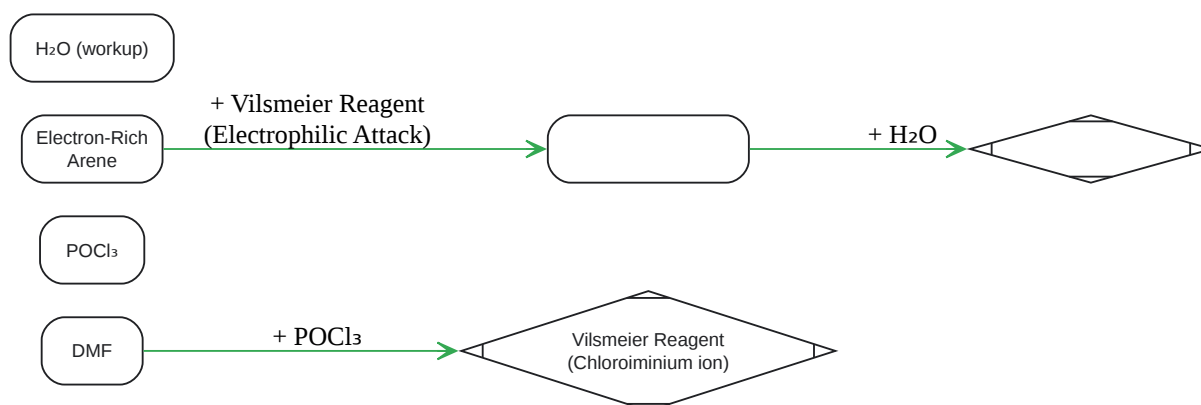 H₂O (workup)
+ Vilsmeier Reagent
(Electrophilic Attack)
Electron-Rich
Arene
+ H₂O
POCl₃
DMF
+ POCl₃
Vilsmeier Reagent
(Chloroiminium ion)